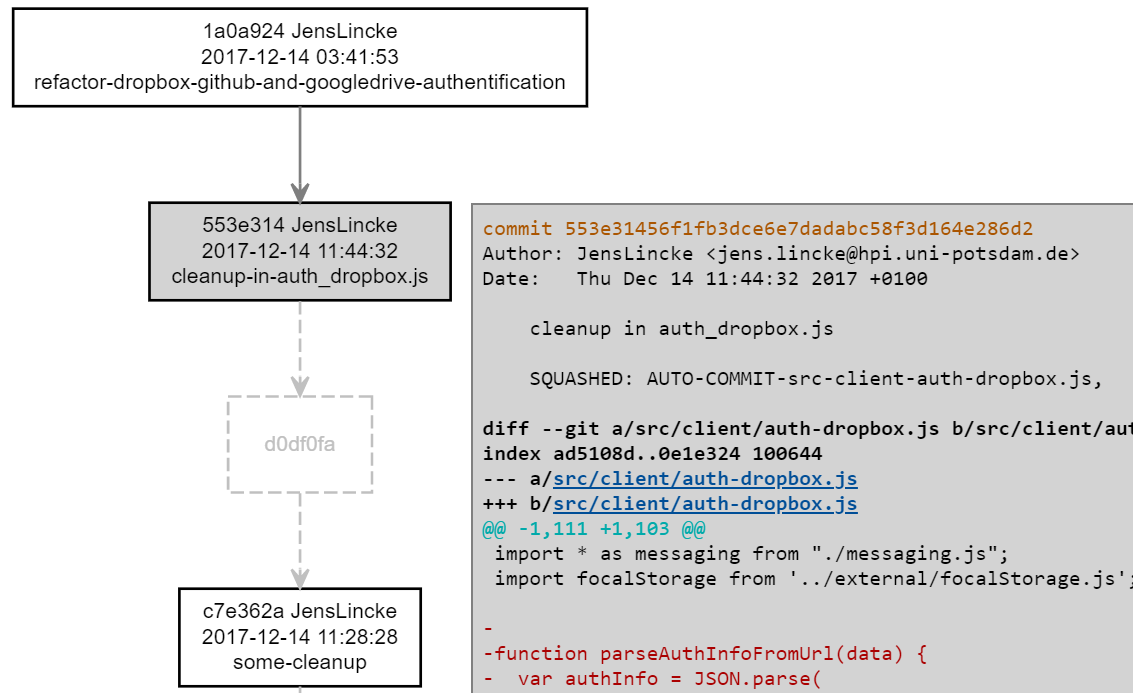 1a0a924 JensLincke
2017-12-14 03:41:53
refactor-dropbox-github-and-googledrive-authentification
553e314 JensLincke
2017-12-14 11:44:32
cleanup-in-auth_dropbox.js
d0df0fa
c7e362a JensLincke
2017-12-14 11:28:28
some-cleanup
commit 553e31456f1fb3dce6e7dadabc58f3d164e286d2
Author: JensLincke <jens.lincke@hpi.uni-potsdam.de>
Date:   Thu Dec 14 11:44:32 2017 +0100
cleanup in auth_dropbox.js
SQUASHED: AUTO-COMMIT-src-client-auth-dropbox.js,
diff --git a/src/client/auth-dropbox.js b/src/client/aut
index ad5108d..0e1e324 100644
--- a/src/client/auth-dropbox.js
+++ b/src/client/auth-dropbox.js
@@ -1,111 +1,103 @@
import * as messaging from "./messaging.js";
import focalStorage from '../external/focalStorage.js';
-
-function parseAuthInfoFromUrl(data) {
-  var authInfo = JSON.parse(